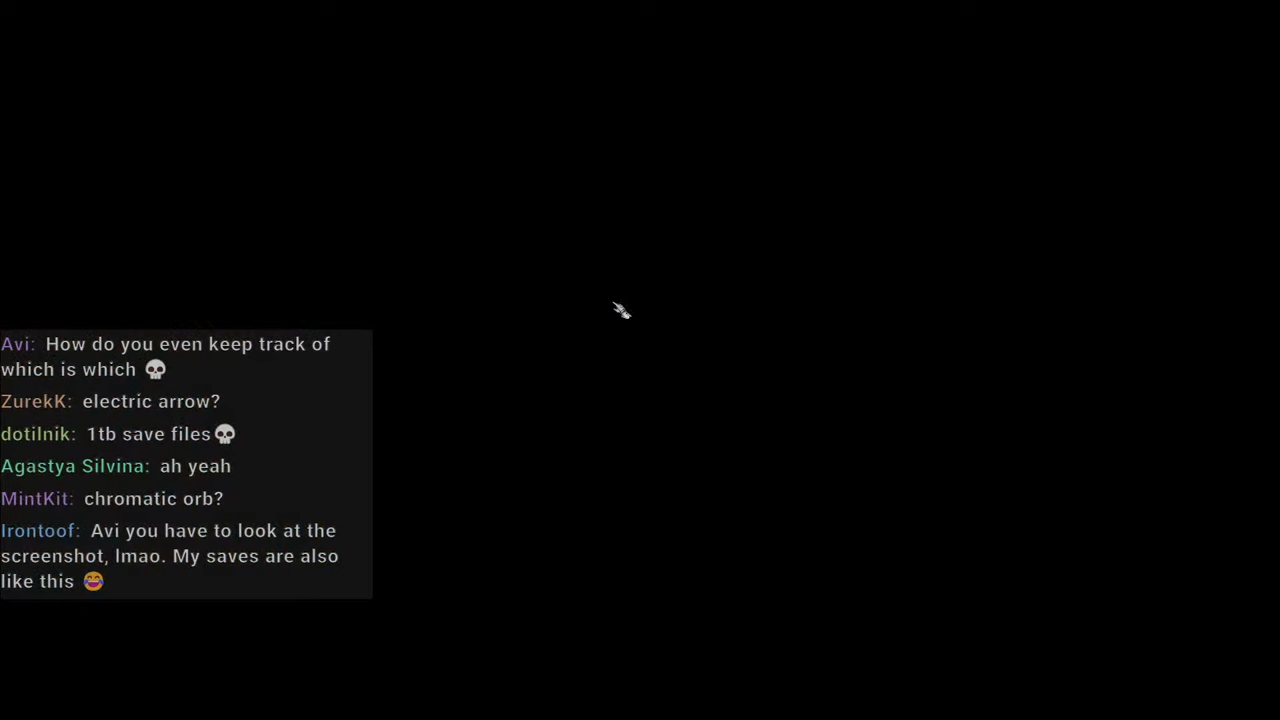 Avi: How do you even keep track of
which is which 💀
ZurekK: electric arrow?
dotilnik: 1tb save files💀
Agastya Silvina: ah yeah
MintKit: chromatic orb?
Irontoof: Avi you have to look at the
screenshot, lmao. My saves are also
like this 😂